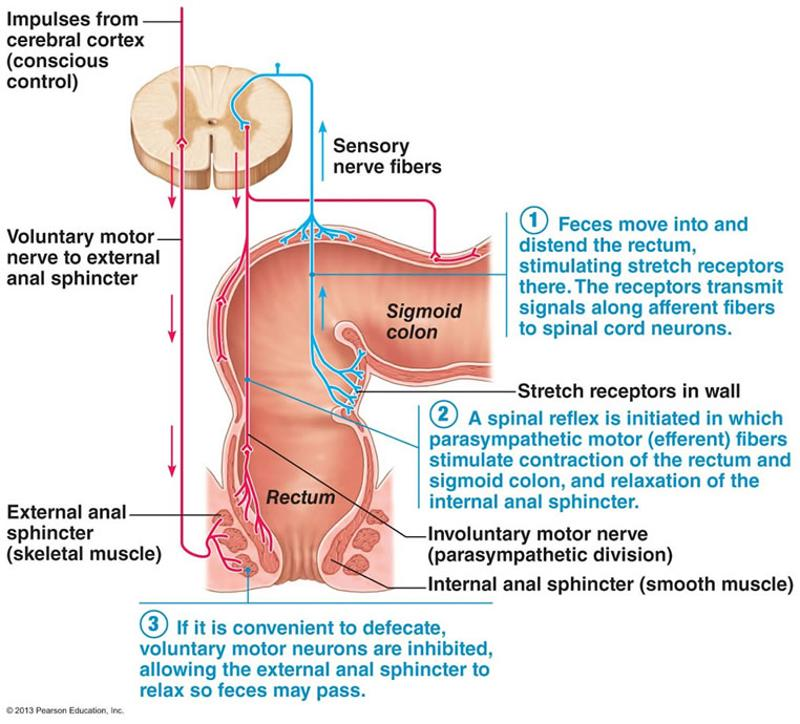 Impulses from
cerebral cortex
(conscious
control)
Sensory
nerve fibers
Voluntary motor
nerve to external
anal sphincter
1 Feces move into and
distend the rectum,
stimulating stretch receptors
there. The receptors transmit
signals along afferent fibers
to spinal cord neurons.
Sigmoid
colon
Stretch receptors in wall
2 A spinal reflex is initiated in which
parasympathetic motor (efferent) fibers
stimulate contraction of the rectum and
sigmoid colon, and relaxation of the
internal anal sphincter.
Rectum
External anal
sphincter
(skeletal muscle)
Involuntary motor nerve
(parasympathetic division)
Internal anal sphincter (smooth muscle)
3 If it is convenient to defecate,
voluntary motor neurons are inhibited,
allowing the external anal sphincter to
relax so feces may pass.
© 2013 Pearson Education, Inc.